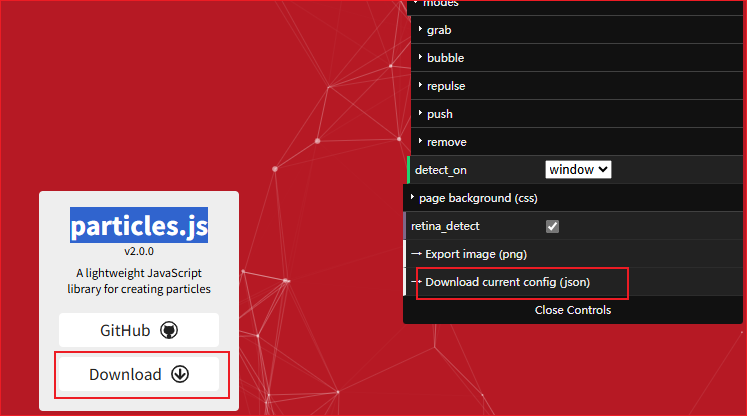 modes
grab
bubble
repulse
push
remove
detect_on window
page background (css)
retina_detect
→ Export image (png)
→ Download current config (json)
Close Controls
particles.js
v2.0.0
A lightweight JavaScript
library for creating particles
GitHub
Download